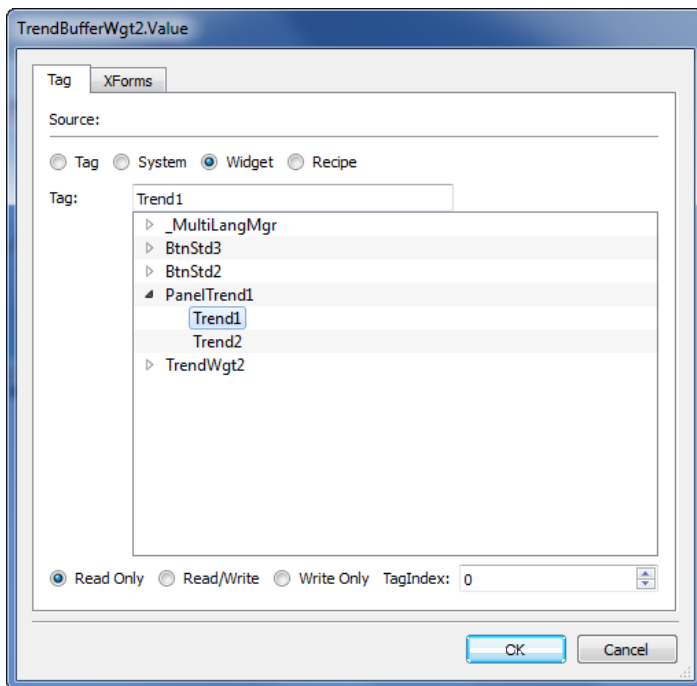 TrendBufferWgt2.Value
Tag XForms
Source:
Tag System Widget Recipe
Tag: Trend1
_MultiLangMgr
BtnStd3
BtnStd2
PanelTrend1
Trend1
Trend2
TrendWgt2
Read Only Read/Write Write Only TagIndex: 0
OK Cancel